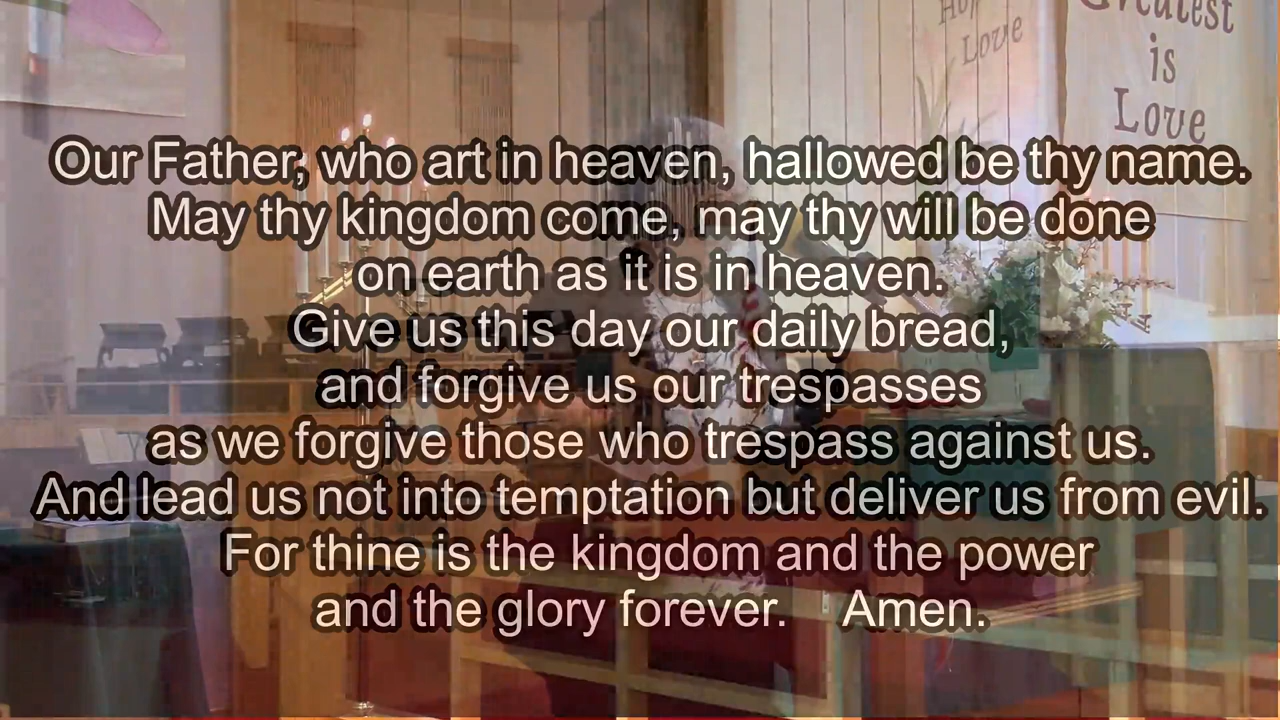 Love
Greatest
is
Love
Our Father, who art in heaven, hallowed be thy name.
May thy kingdom come, may thy will be done
on earth as it is in heaven.
Give us this day our daily bread,
and forgive us our trespasses
as we forgive those who trespass against us.
And lead us not into temptation but deliver us from evil.
For thine is the kingdom and the power
and the glory forever. Amen.